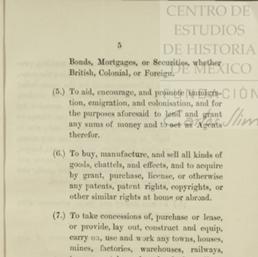 CENTRO DE
ESTUDIOS
DE HISTORIA
DE MEXICO
5
Bonds, Mortgages, or Securities, whether
British, Colonial, or Foreign.
(5.) To aid, encourage, and promote immigra-
tion, emigration, and colonisation, and for
the purposes aforesaid to lend and grant
any sums of money and to act as Agents
therefor.
(6.) To buy, manufacture, and sell all kinds of
goods, chattels, and effects, and to acquire
by grant, purchase, license, or otherwise
any patents, patent rights, copyrights, or
other similar rights at home or abroad.
(7.) To take concessions of, purchase or lease,
or provide, lay out, construct and equip,
carry on, use and work any towns, houses,
mines, factories, warehouses, railways,